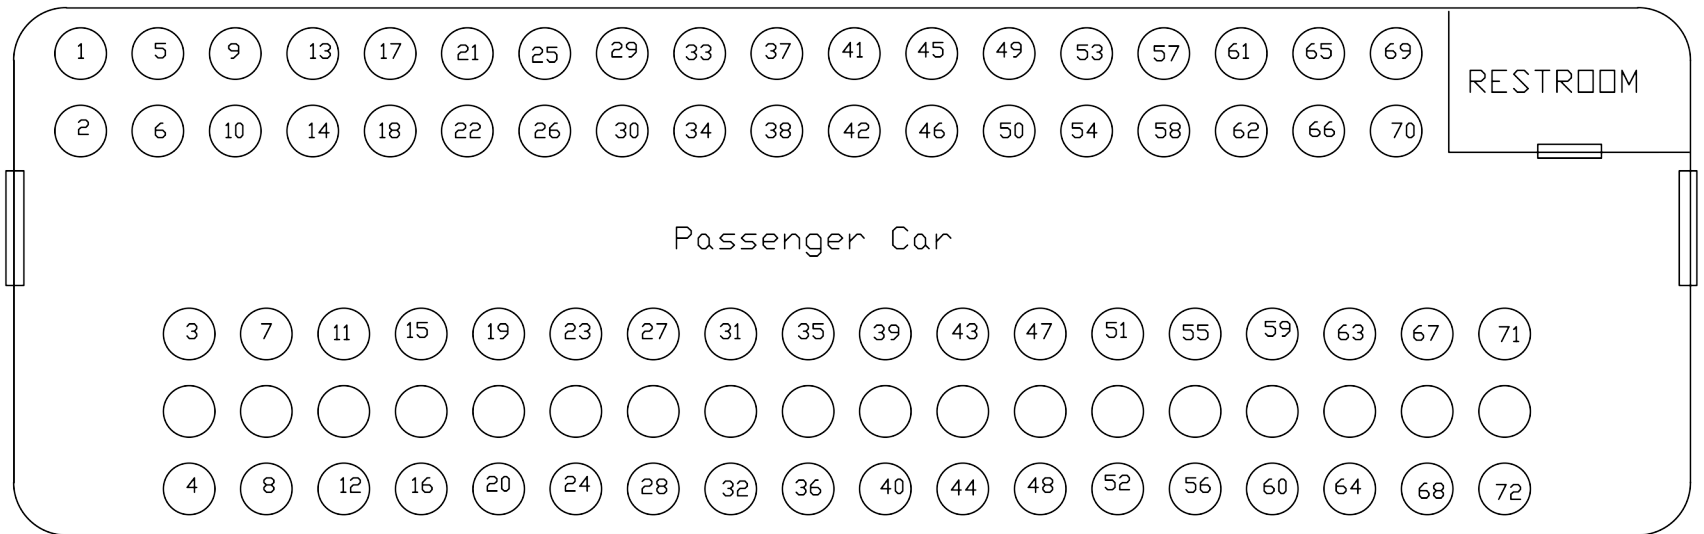 1 5 9 13 17 21 25 29 33 37 41 45 49 53 57 61 65 69
RESTROOM
2 6 10 14 18 22 26 30 34 38 42 46 50 54 58 62 66 70
Passenger Car
3 7 11 15 19 23 27 31 35 39 43 47 51 55 59 63 67 71
4 8 12 16 20 24 28 32 36 40 44 48 52 56 60 64 68 72